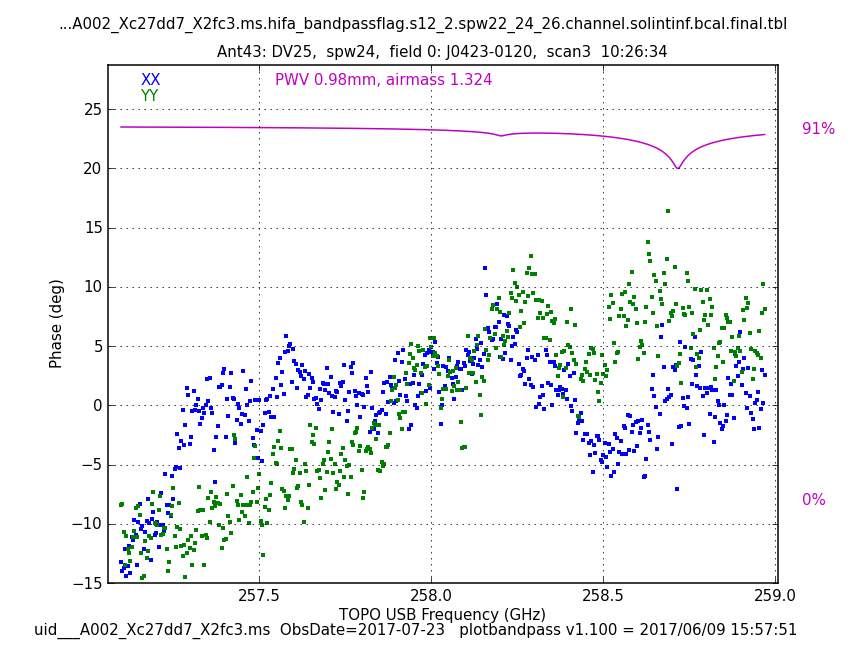 ...A002_Xc27dd7_X2fc3.ms.hifa_bandpassflag.s12_2.spw22_24_26.channel.solintinf.bcal.final.tbl
Ant43: DV25, spw24, field 0: J0423-0120, scan3 10:26:34
XX
PWV 0.98mm, airmass 1.324
YY
25
91%
20
15
10
5
0
−5
0%
−10
−15
Phase (deg)
257.5 258.0 258.5 259.0
TOPO USB Frequency (GHz)
uid___A002_Xc27dd7_X2fc3.ms ObsDate=2017-07-23 plotbandpass v1.100 = 2017/06/09 15:57:51